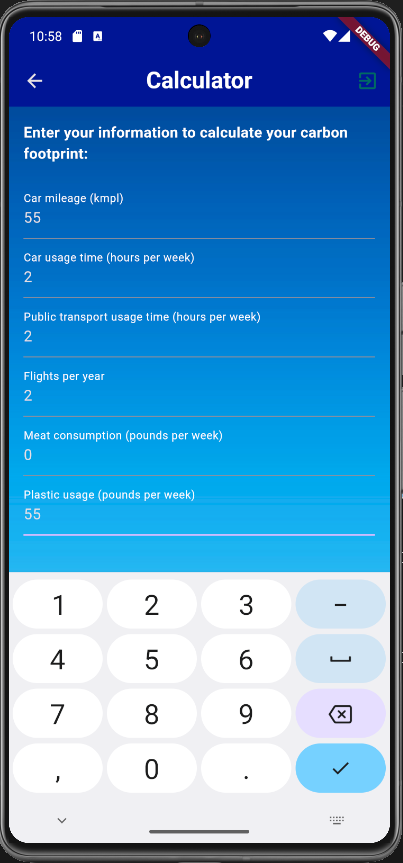 10:58
A
DEBUG
Calculator
Enter your information to calculate your carbon
footprint:
Car mileage (kmpl)
55
Car usage time (hours per week)
2
Public transport usage time (hours per week)
2
Flights per year
2
Meat consumption (pounds per week)
0
Plastic usage (pounds per week)
55
1 2 3 −
4 5 6
7 8 9
, 0 .